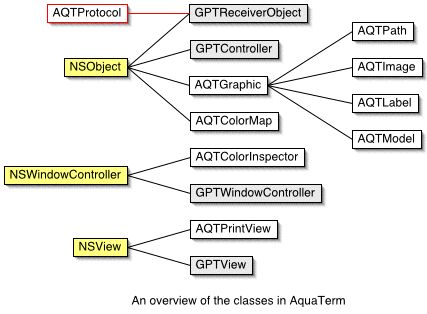 AQTProtocol
GPTReceiverObject
GPTController
NSObject
AQTGraphic
AQTColorMap
AQTPath
AQTImage
AQTLabel
AQTModel
NSWindowController
AQTColorInspector
GPTWindowController
NSView
AQTPrintView
GPTView
An overview of the classes in AquaTerm